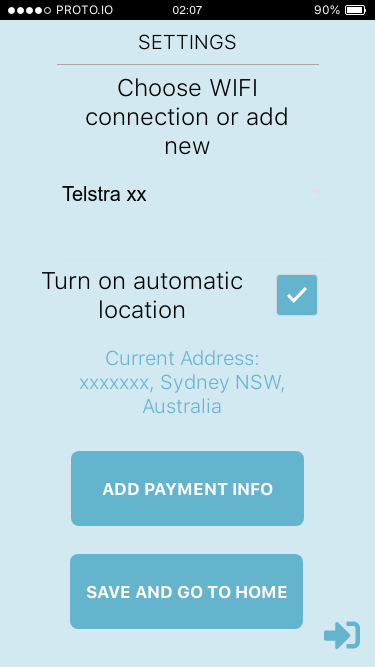 PROTO.IO 02:07 90%
SETTINGS
Choose WIFI
connection or add
new
Telstra xx
Turn on automatic
location
Current Address:
xxxxxxx, Sydney NSW,
Australia
ADD PAYMENT INFO
SAVE AND GO TO HOME